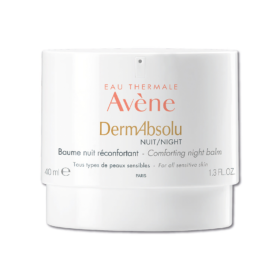 EAU THERMALE
Avène
DermAbsolu
NUIT/NIGHT
Baume nuit réconfortant - Comforting night balm
Tous types de peaux sensibles - For all sensitive skin
40 ml℮ 1.3 FL.OZ.
PARIS